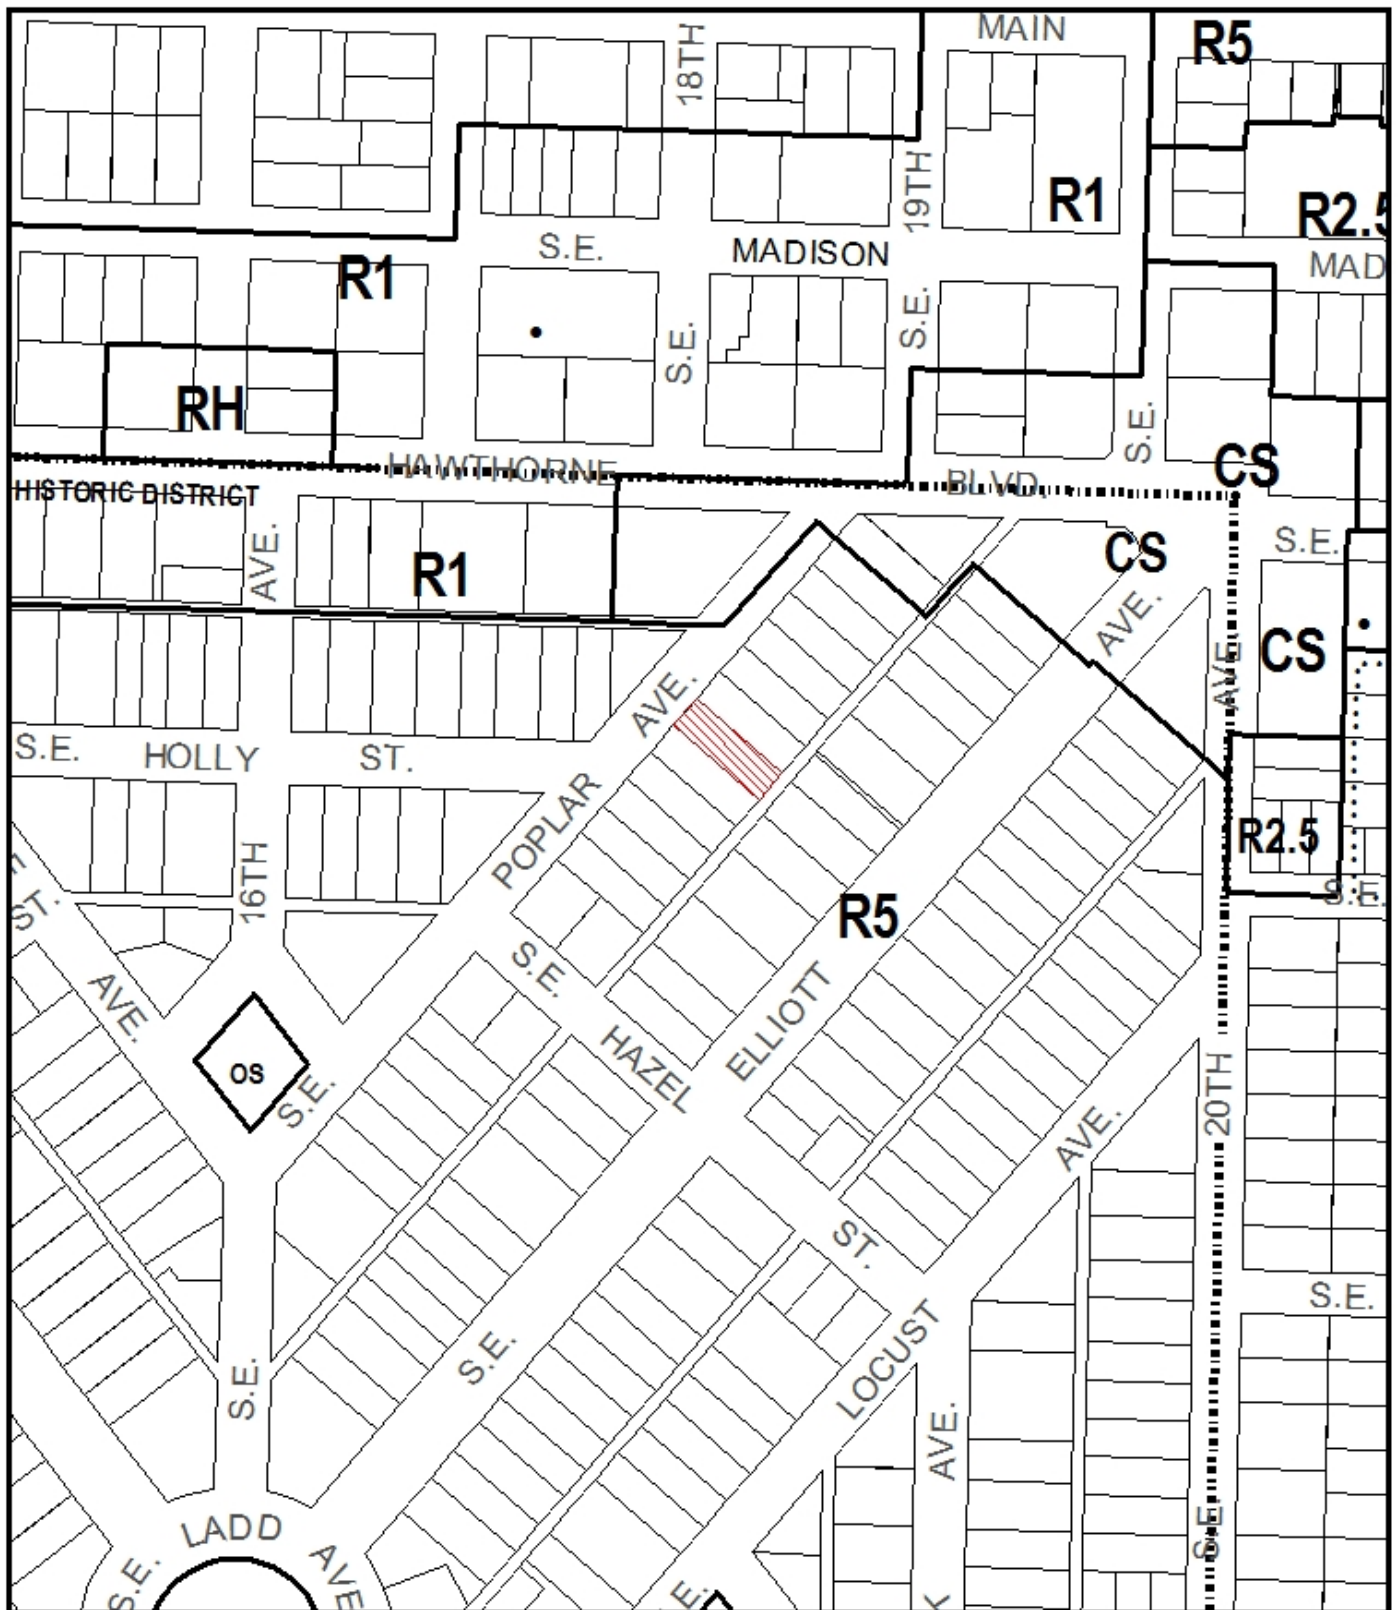 MAIN
R5
18TH
19TH
R1
R2.5
S.E.
MADISON
MAD
R1
S.E.
S.E.
RH
S.E.
HAWTHORNE
BLVD.
CS
HISTORIC DISTRICT
AVE.
R1
CS
S.E.
AVE.
AVE.
CS
AVE.
S.E.
HOLLY
ST.
POPLAR
R2.5
16TH
S.E.
ST.
R5
S.E.
AVE.
ELLIOTT
HAZEL
OS
S.E.
20TH
AVE.
ST.
S.E.
LOCUST
S.E.
S.E.
AVE.
S.E.
LADD
AVE
S.E.
E.